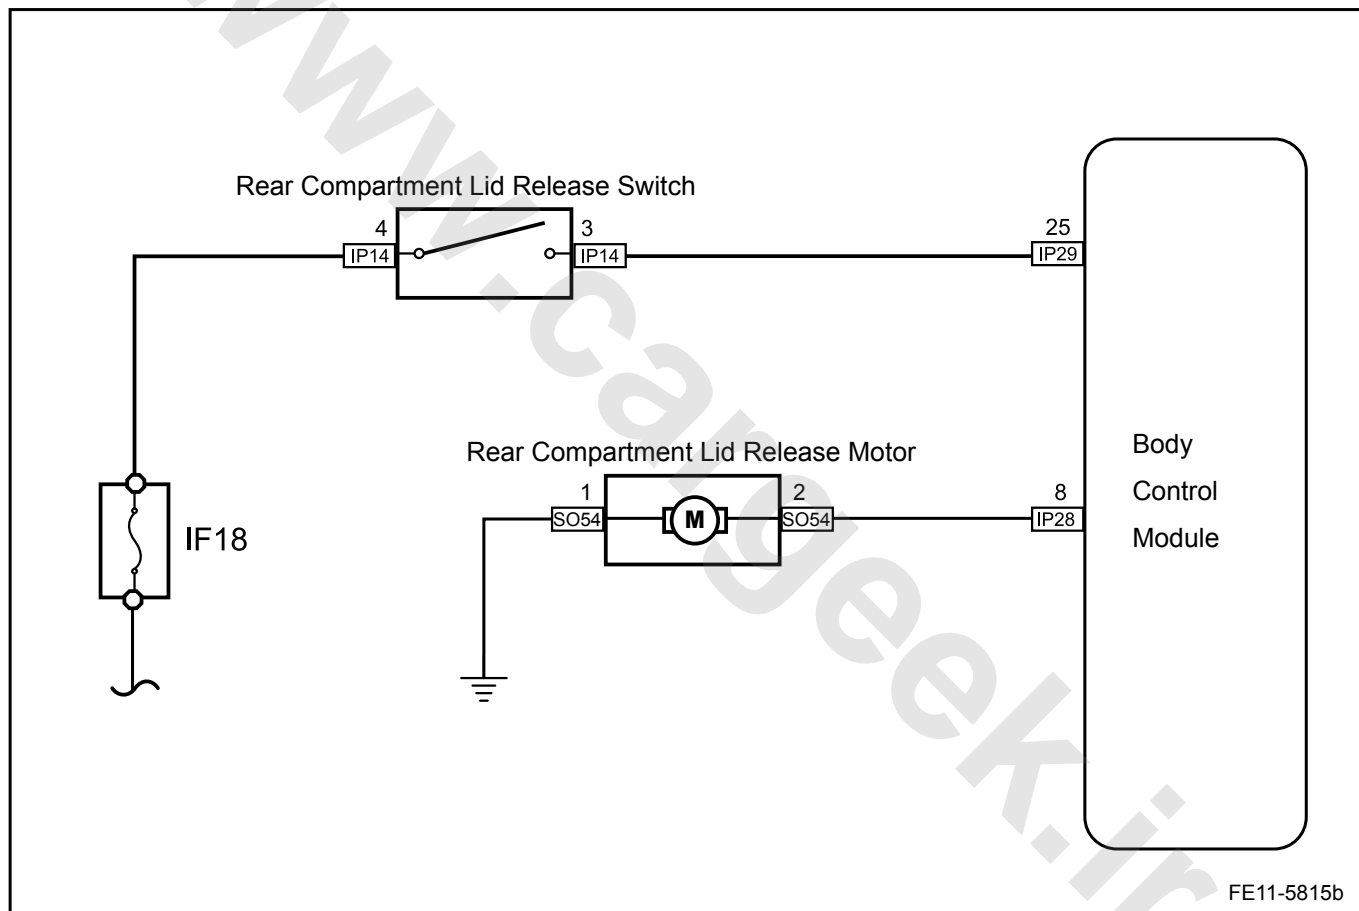 Rear Compartment Lid Release Switch
4
3
25
IP14
IP14
IP29
Rear Compartment Lid Release Motor
1
2
8
SO54
M
SO54
IP28
Body
Control
Module
IF18
www.cargeek.ir
FE11-5815b